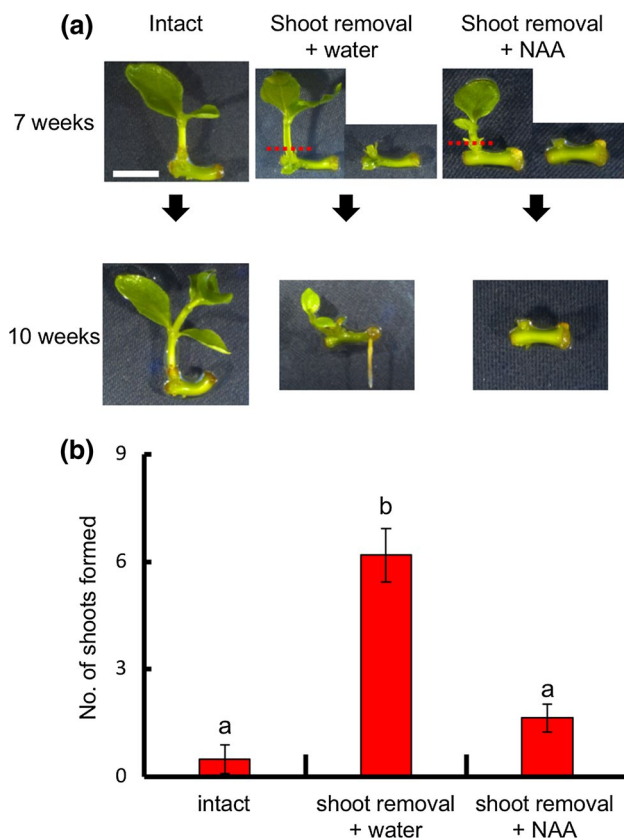 (a)
Intact
Shoot removal
+ water
Shoot removal
+ NAA
7 weeks
10 weeks
(b)
No. of shoots formed
9
6
3
0
a
b
a
intact
shoot removal
+ water
shoot removal
+ NAA